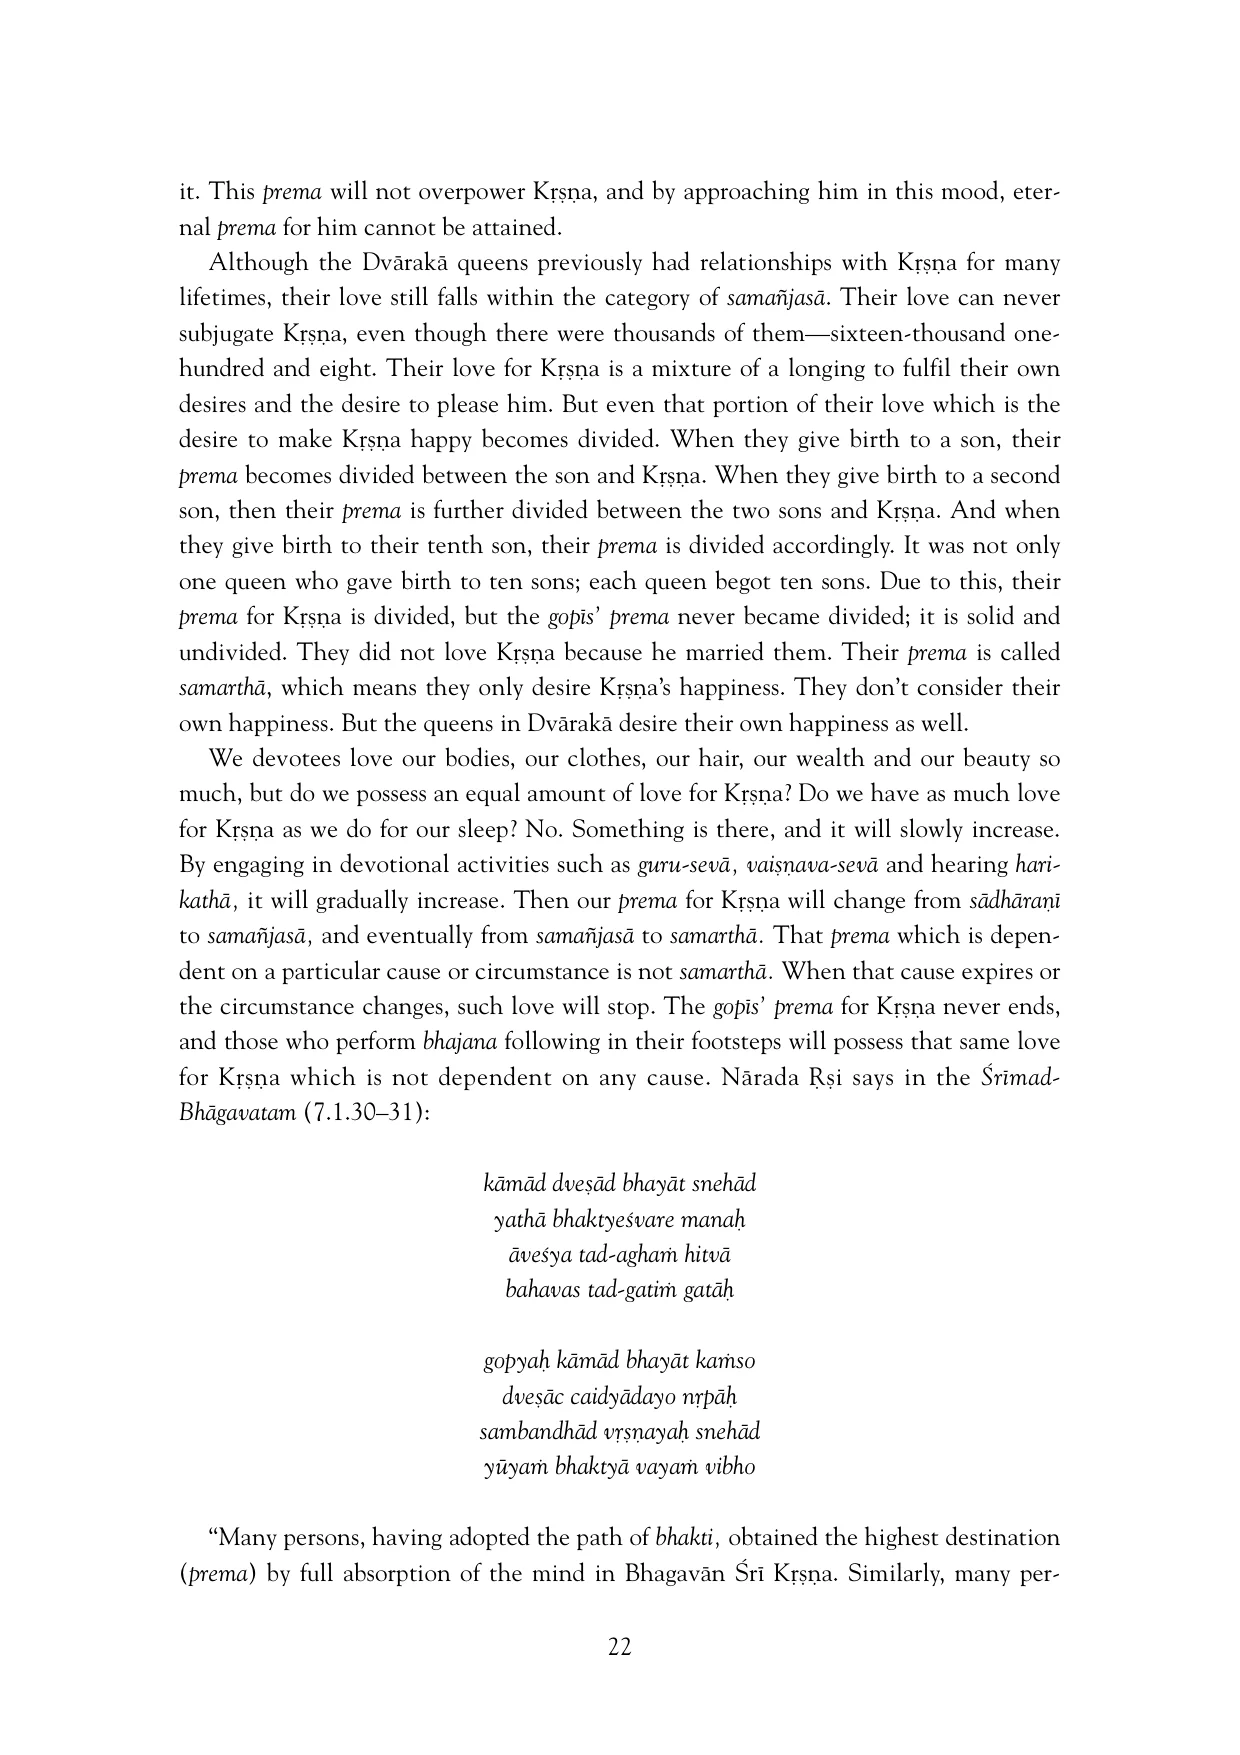 it. This prema will not overpower Kṛṣṇa, and by approaching him in this mood, eter-
nal prema for him cannot be attained.
Although the Dvārakā queens previously had relationships with Kṛṣṇa for many
lifetimes, their love still falls within the category of samañjasā. Their love can never
subjugate Kṛṣṇa, even though there were thousands of them—sixteen-thousand one-
hundred and eight. Their love for Kṛṣṇa is a mixture of a longing to fulfil their own
desires and the desire to please him. But even that portion of their love which is the
desire to make Kṛṣṇa happy becomes divided. When they give birth to a son, their
prema becomes divided between the son and Kṛṣṇa. When they give birth to a second
son, then their prema is further divided between the two sons and Kṛṣṇa. And when
they give birth to their tenth son, their prema is divided accordingly. It was not only
one queen who gave birth to ten sons; each queen begot ten sons. Due to this, their
prema for Kṛṣṇa is divided, but the gopīs’ prema never became divided; it is solid and
undivided. They did not love Kṛṣṇa because he married them. Their prema is called
samarthā, which means they only desire Kṛṣṇa’s happiness. They don’t consider their
own happiness. But the queens in Dvārakā desire their own happiness as well.
We devotees love our bodies, our clothes, our hair, our wealth and our beauty so
much, but do we possess an equal amount of love for Kṛṣṇa? Do we have as much love
for Kṛṣṇa as we do for our sleep? No. Something is there, and it will slowly increase.
By engaging in devotional activities such as guru-sevā, vaiṣṇava-sevā and hearing hari-
kathā, it will gradually increase. Then our prema for Kṛṣṇa will change from sādhāraṇī
to samañjasā, and eventually from samañjasā to samarthā. That prema which is depen-
dent on a particular cause or circumstance is not samarthā. When that cause expires or
the circumstance changes, such love will stop. The gopīs’ prema for Kṛṣṇa never ends,
and those who perform bhajana following in their footsteps will possess that same love
for Kṛṣṇa which is not dependent on any cause. Nārada Ṛṣi says in the Śrīmad-
Bhāgavatam (7.1.30–31):
kāmād dveṣād bhayāt snehād
yathā bhaktyeśvare manaḥ
āveśya tad-aghaṁ hitvā
bahavas tad-gatiṁ gatāḥ
gopyaḥ kāmād bhayāt kaṁso
dveṣāc caidyādayo nṛpāḥ
sambandhād vṛṣṇayaḥ snehād
yūyaṁ bhaktyā vayaṁ vibho
“Many persons, having adopted the path of bhakti, obtained the highest destination
(prema) by full absorption of the mind in Bhagavān Śrī Kṛṣṇa. Similarly, many per-
22